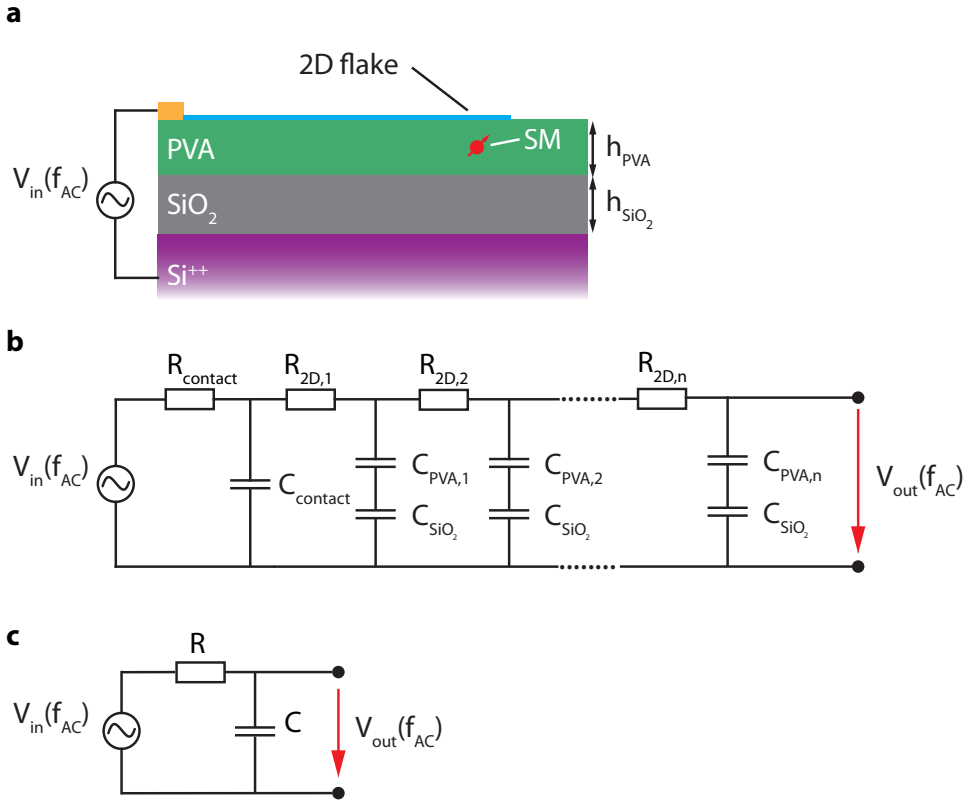 a
2D flake
PVA
SM
h_PVA
V_in(f_AC)
SiO_2
h_SiO_2
Si^++
b
R_contact
R_2D,1
R_2D,2
R_2D,n
V_in(f_AC)
C_contact
C_PVA,1
C_PVA,2
C_PVA,n
C_SiO_2
C_SiO_2
C_SiO_2
V_out(f_AC)
c
R
V_in(f_AC)
C
V_out(f_AC)